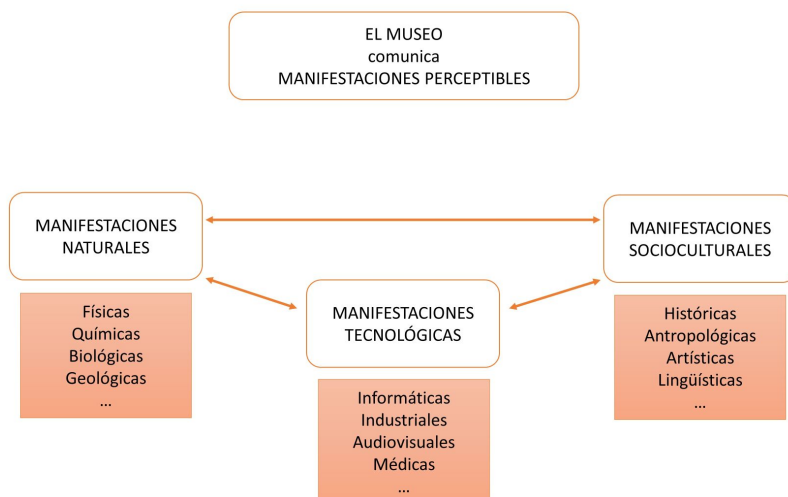 EL MUSEO
comunica
MANIFESTACIONES PERCEPTIBLES
MANIFESTACIONES
NATURALES
Físicas
Químicas
Biológicas
Geológicas
...
MANIFESTACIONES
TECNOLÓGICAS
Informáticas
Industriales
Audiovisuales
Médicas
...
MANIFESTACIONES
SOCIOCULTURALES
Históricas
Antropológicas
Artísticas
Lingüísticas
...